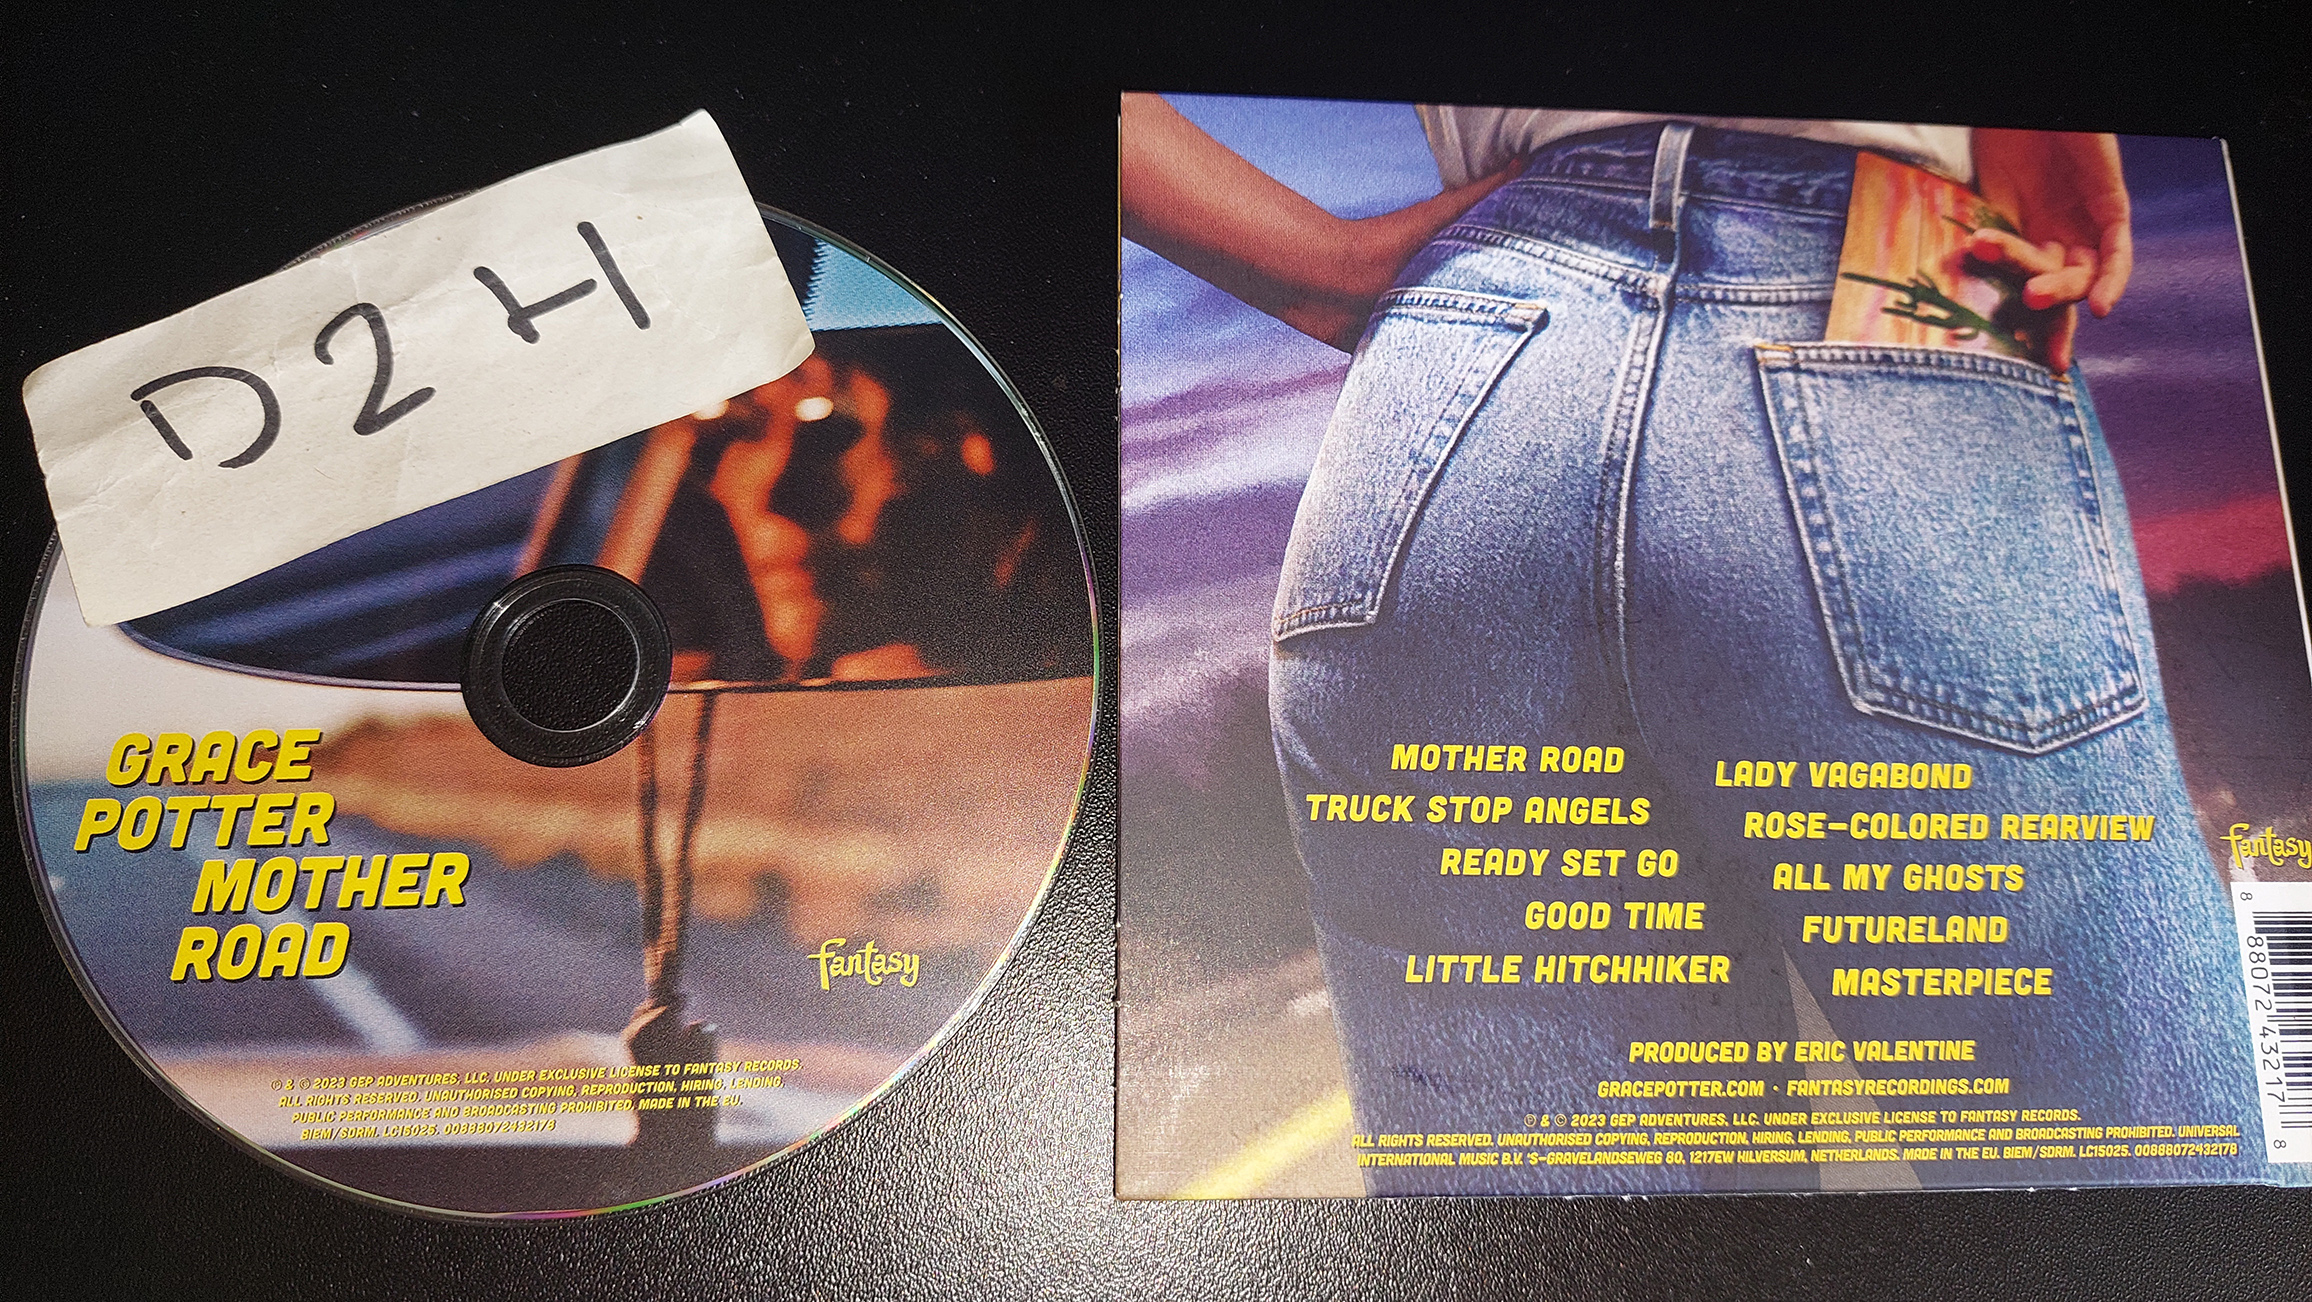 D2H
GRACE
POTTER
MOTHER
ROAD
fantasy
℗ & © 2023 GEP ADVENTURES, LLC. UNDER EXCLUSIVE LICENSE TO FANTASY RECORDS.
ALL RIGHTS RESERVED. UNAUTHORISED COPYING, REPRODUCTION, HIRING, LENDING,
PUBLIC PERFORMANCE AND BROADCASTING PROHIBITED. MADE IN THE EU.
BIEM/SDRM. LC15025. 00888072432178
MOTHER ROAD
TRUCK STOP ANGELS
READY SET GO
GOOD TIME
LITTLE HITCHHIKER
LADY VAGABOND
ROSE-COLORED REARVIEW
ALL MY GHOSTS
FUTURELAND
MASTERPIECE
PRODUCED BY ERIC VALENTINE
GRACEPOTTER.COM · FANTASYRECORDINGS.COM
℗ & © 2023 GEP ADVENTURES, LLC. UNDER EXCLUSIVE LICENSE TO FANTASY RECORDS.
ALL RIGHTS RESERVED. UNAUTHORISED COPYING, REPRODUCTION, HIRING, LENDING, PUBLIC PERFORMANCE AND BROADCASTING PROHIBITED. UNIVERSAL
INTERNATIONAL MUSIC B.V. 'S-GRAVELANDSEWEG 80, 1217EW HILVERSUM, NETHERLANDS. MADE IN THE EU. BIEM/SDRM. LC15025. 00888072432178
fantasy
8 88072 43217 8